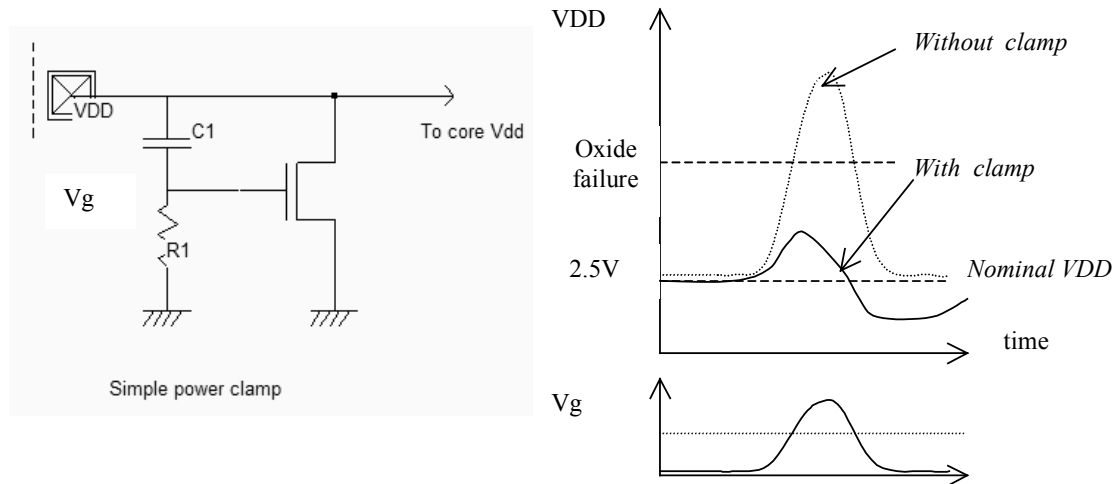 VDD
C1
To core Vdd
Vg
R1
Simple power clamp
VDD
Without clamp
Oxide
failure
With clamp
2.5V
Nominal VDD
time
Vg